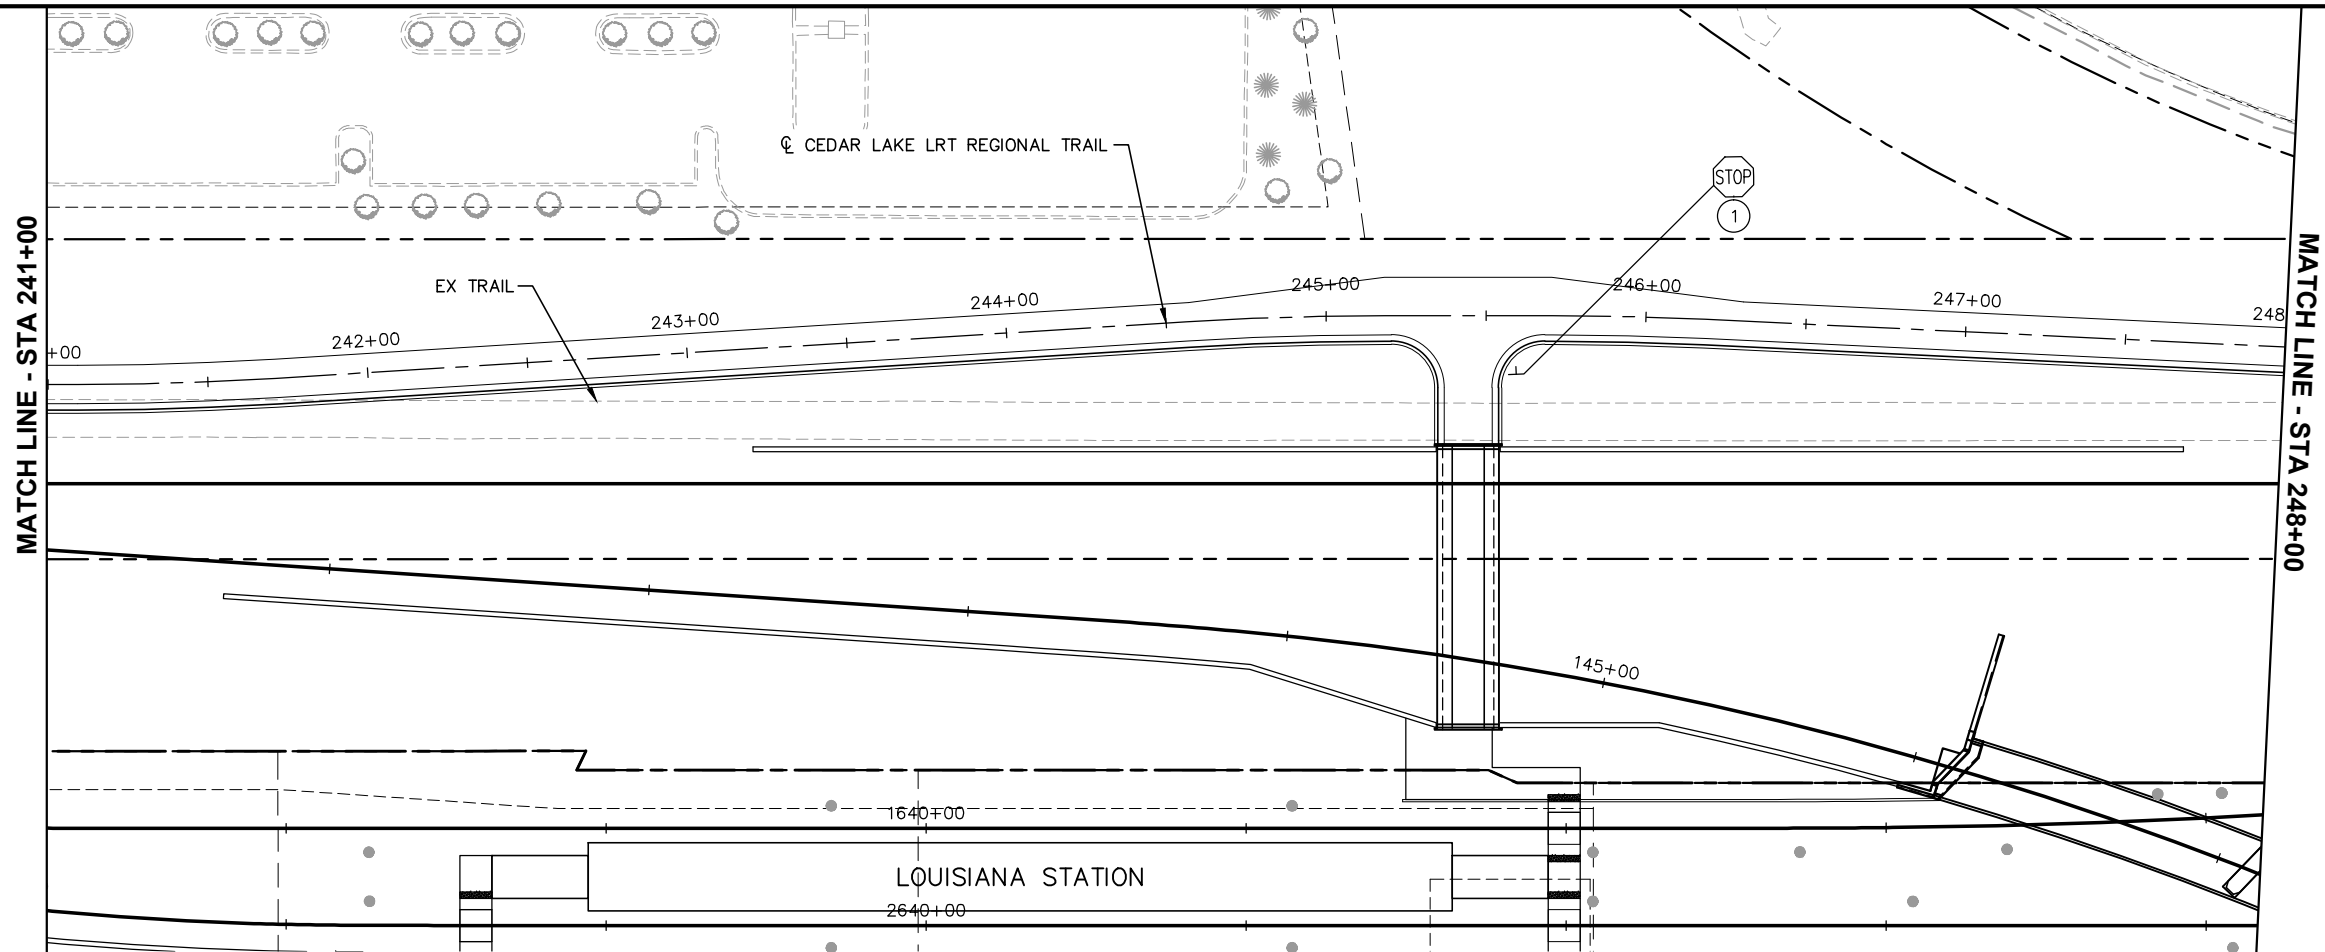 ℄ CEDAR LAKE LRT REGIONAL TRAIL
STOP
1
MATCH LINE - STA 241+00
MATCH LINE - STA 248+00
EX TRAIL
+00
242+00
243+00
244+00
245+00
246+00
247+00
248
145+00
1640+00
LOUISIANA STATION
2640+00